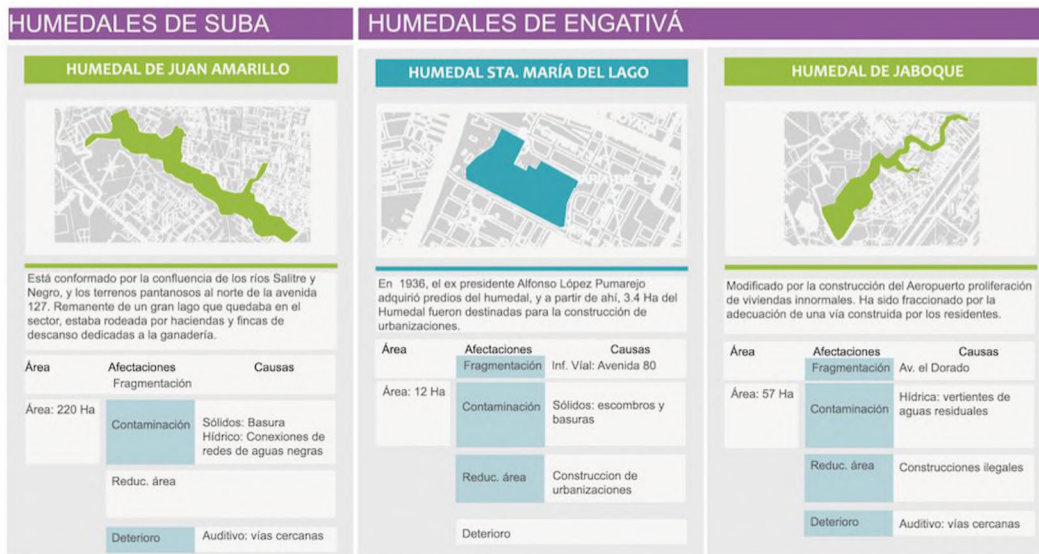 HUMEDALES DE SUBA
HUMEDAL DE JUAN AMARILLO
Está conformado por la confluencia de los ríos Salitre y
Negro, y los terrenos pantanosos al norte de la avenida
127. Remanente de un gran lago que quedaba en el
sector, estaba rodeada por haciendas y fincas de
descanso dedicadas a la ganadería.
Área Afectaciones Causas
Fragmentación
Área: 220 Ha
Contaminación
Sólidos: Basura
Hídrico: Conexiones de
redes de aguas negras
Reduc. área
Deterioro Auditivo: vías cercanas
HUMEDALES DE ENGATIVÁ
HUMEDAL STA. MARÍA DEL LAGO
En 1936, el ex presidente Alfonso López Pumarejo
adquirió predios del humedal, y a partir de ahí, 3.4 Ha del
Humedal fueron destinadas para la construcción de
urbanizaciones.
Área Afectaciones Causas
Fragmentación Inf. Víal: Avenida 80
Área: 12 Ha
Contaminación
Sólidos: escombros y
basuras
Reduc. área
Construccion de
urbanizaciones
Deterioro
HUMEDAL DE JABOQUE
Modificado por la construcción del Aeropuerto proliferación
de viviendas innormales. Ha sido fraccionado por la
adecuación de una vía construida por los residentes.
Área Afectaciones Causas
Fragmentación Av. el Dorado
Área: 57 Ha
Contaminación
Hídrica: vertientes de
aguas residuales
Reduc. área Construcciones ilegales
Deterioro Auditivo: vías cercanas